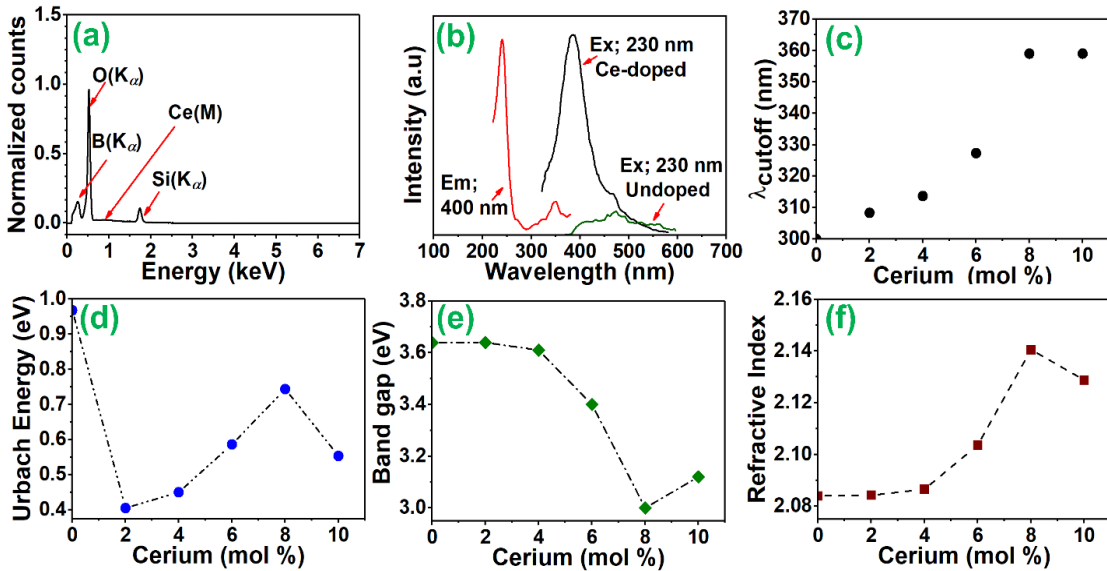 (a)
Normalized counts
1.5
1.0
0.5
0.0
O(Kα)
B(Kα)
Ce(M)
Si(Kα)
0 1 2 3 4 5 6 7
Energy (keV)
(b)
Intensity (a.u)
Ex; 230 nm
Ce-doped
Ex; 230 nm
Undoped
Em;
400 nm
100 200 300 400 500 600 700
Wavelength (nm)
(c)
λcutoff (nm)
370
360
350
340
330
320
310
300
0 2 4 6 8 10
Cerium (mol %)
(d)
Urbach Energy (eV)
1.0
0.9
0.8
0.7
0.6
0.5
0.4
0 2 4 6 8 10
Cerium (mol %)
(e)
Band gap (eV)
3.8
3.6
3.4
3.2
3.0
0 2 4 6 8 10
Cerium (mol %)
(f)
Refractive Index
2.16
2.14
2.12
2.10
2.08
0 2 4 6 8 10
Cerium (mol %)